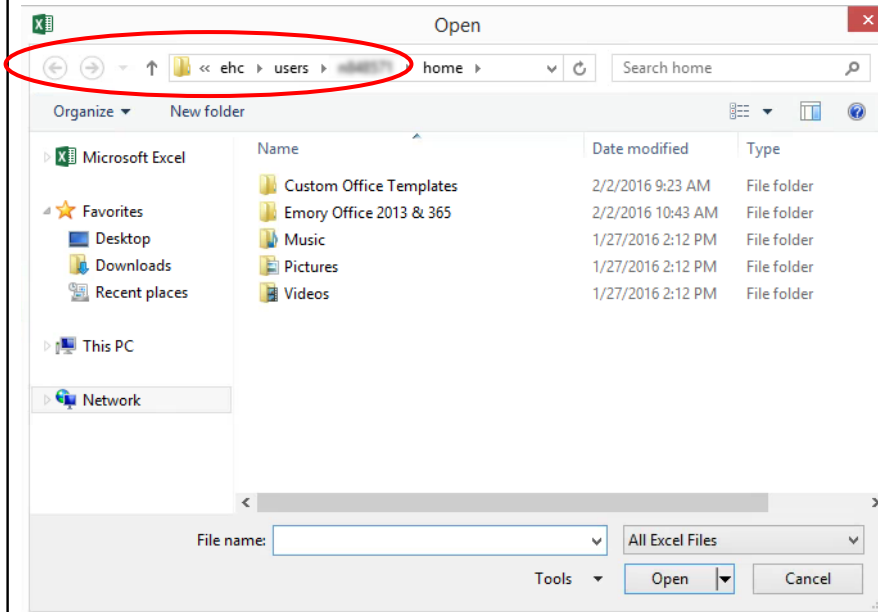 Open
« ehc users home
Search home
Organize New folder
Name Date modified Type
Microsoft Excel
Favorites
Desktop
Downloads
Recent places
This PC
Network
Custom Office Templates 2/2/2016 9:23 AM File folder
Emory Office 2013 & 365 2/2/2016 10:43 AM File folder
Music 1/27/2016 2:12 PM File folder
Pictures 1/27/2016 2:12 PM File folder
Videos 1/27/2016 2:12 PM File folder
File name: All Excel Files
Tools Open Cancel